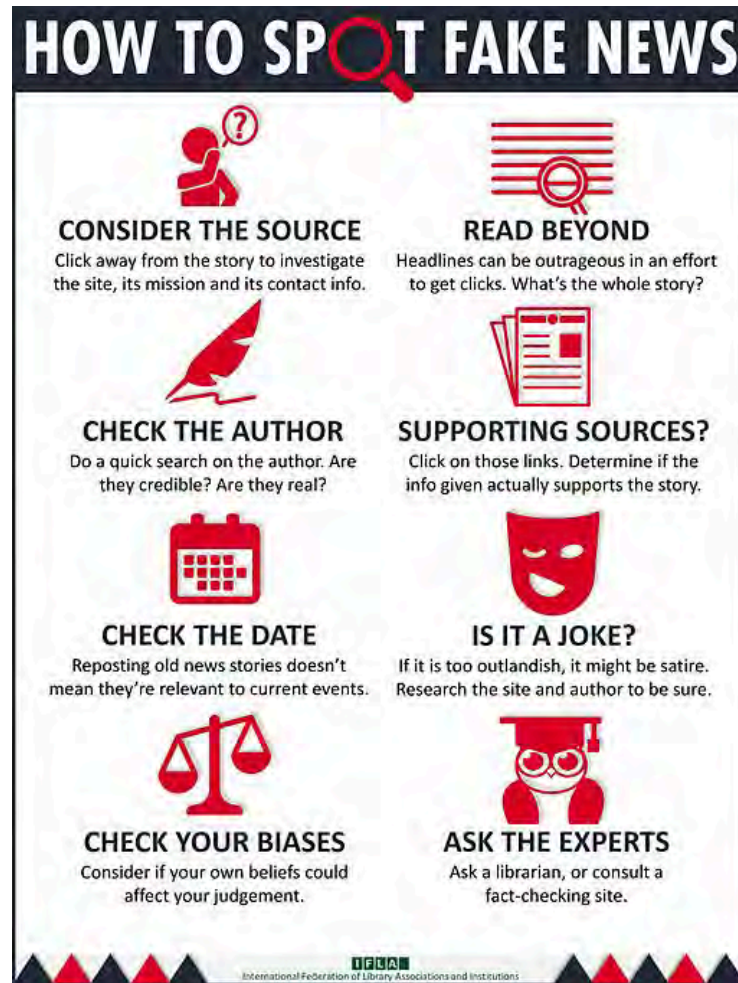 HOW TO SPOT FAKE NEWS
?
CONSIDER THE SOURCE
Click away from the story to investigate
the site, its mission and its contact info.
READ BEYOND
Headlines can be outrageous in an effort
to get clicks. What's the whole story?
CHECK THE AUTHOR
Do a quick search on the author. Are
they credible? Are they real?
SUPPORTING SOURCES?
Click on those links. Determine if the
info given actually supports the story.
CHECK THE DATE
Reposting old news stories doesn't
mean they're relevant to current events.
IS IT A JOKE?
If it is too outlandish, it might be satire.
Research the site and author to be sure.
CHECK YOUR BIASES
Consider if your own beliefs could
affect your judgement.
ASK THE EXPERTS
Ask a librarian, or consult a
fact-checking site.
IFLA
International Federation of Library Associations and Institutions